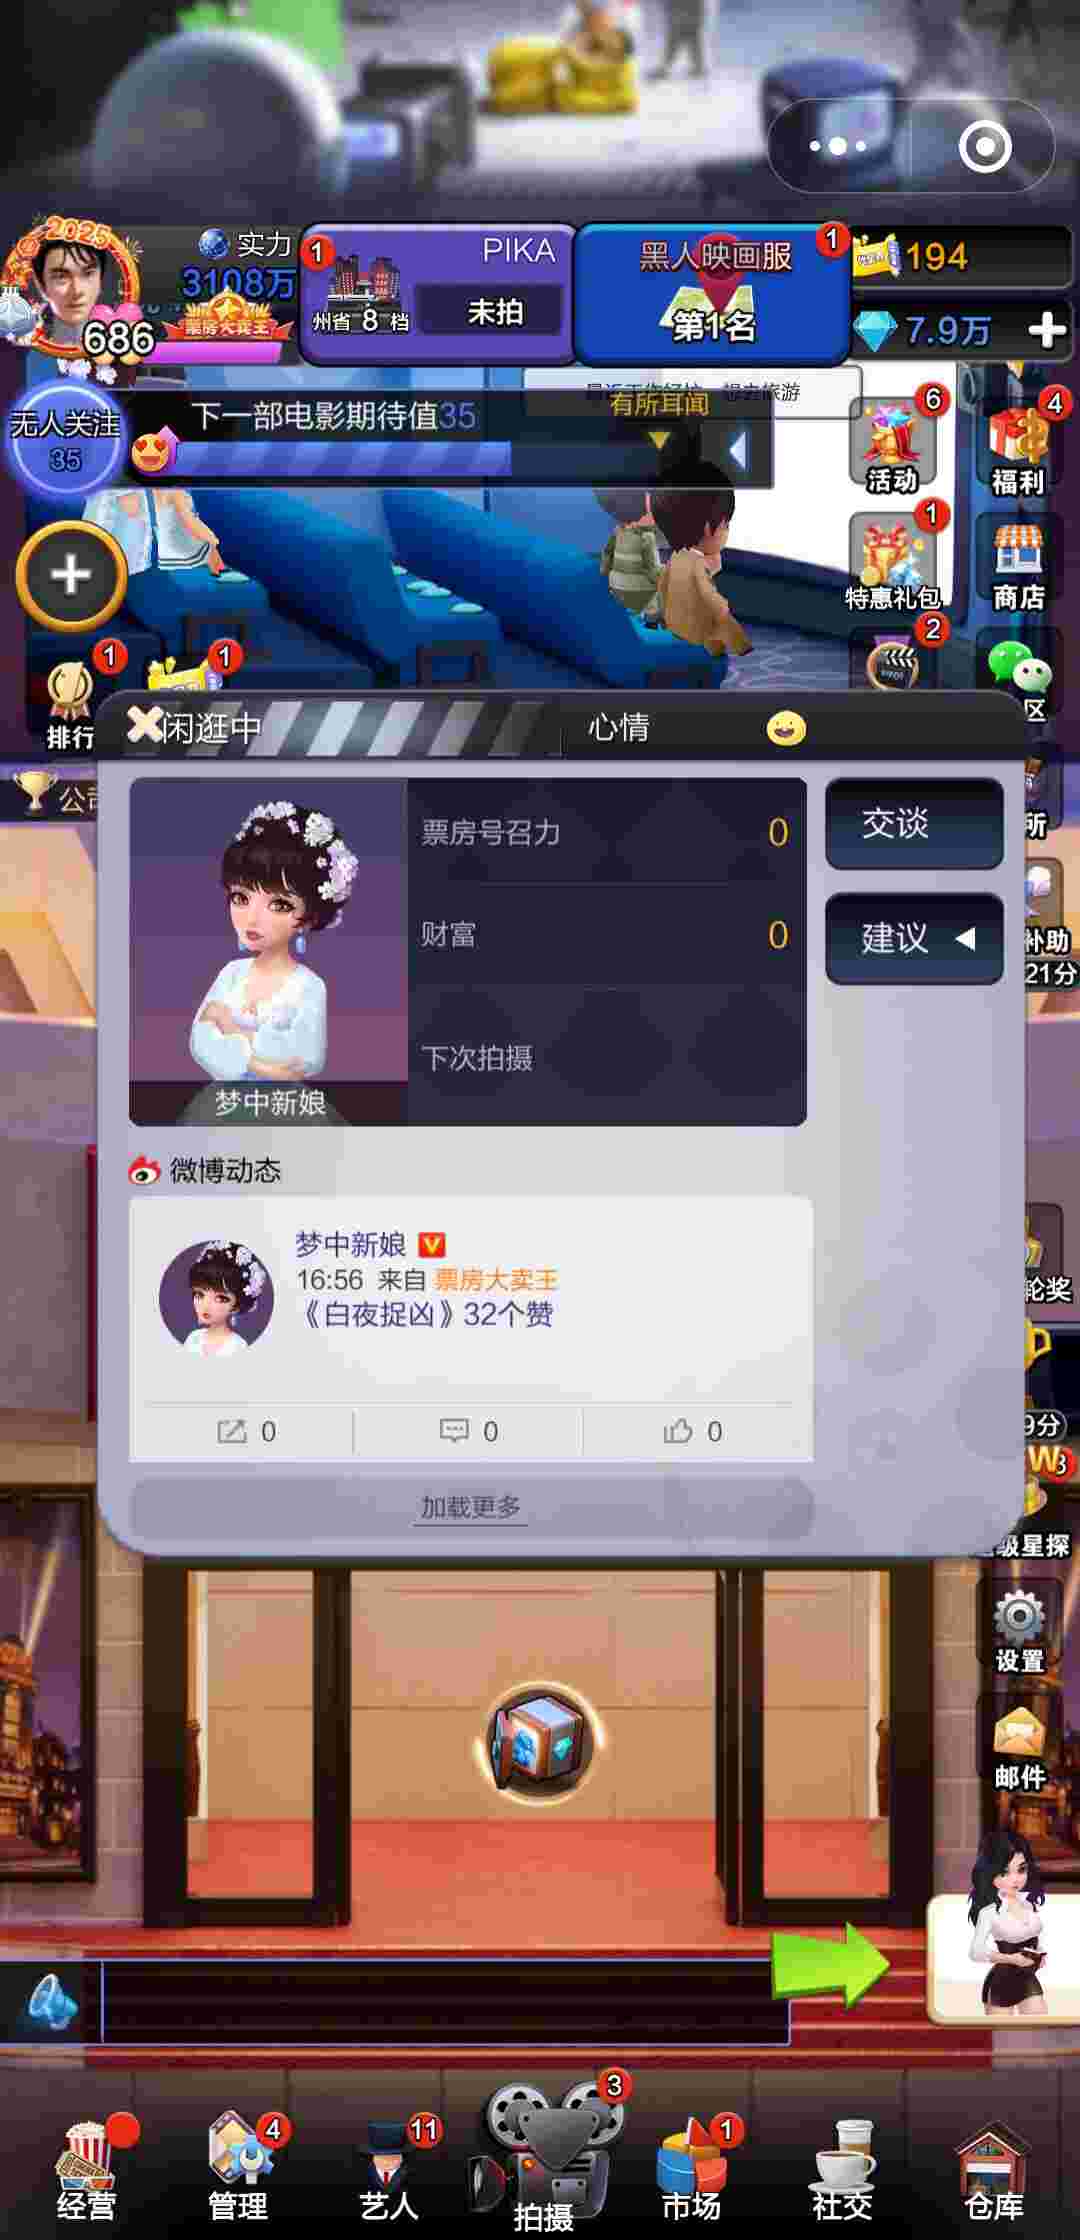 2025
实力
3108万
686
票房大卖王
1
PIKA
州省 8 档
未拍
黑人映画服
1
第1名
194
7.9万
无人关注
35
下一部电影期待值35
有所耳闻
想去旅游
6
活动
4
福利
1
特惠礼包
商店
2
1
1
排行
区
闲逛中
心情
公司
票房号召力
0
财富
0
下次拍摄
梦中新娘
交谈
建议
所
补助
21分
微博动态
梦中新娘
16:56 来自 票房大卖王
《白夜捉凶》32个赞
0
0
0
加载更多
轮奖
9分
W3
级星探
设置
邮件
经营
4
管理
11
艺人
3
拍摄
1
市场
社交
仓库